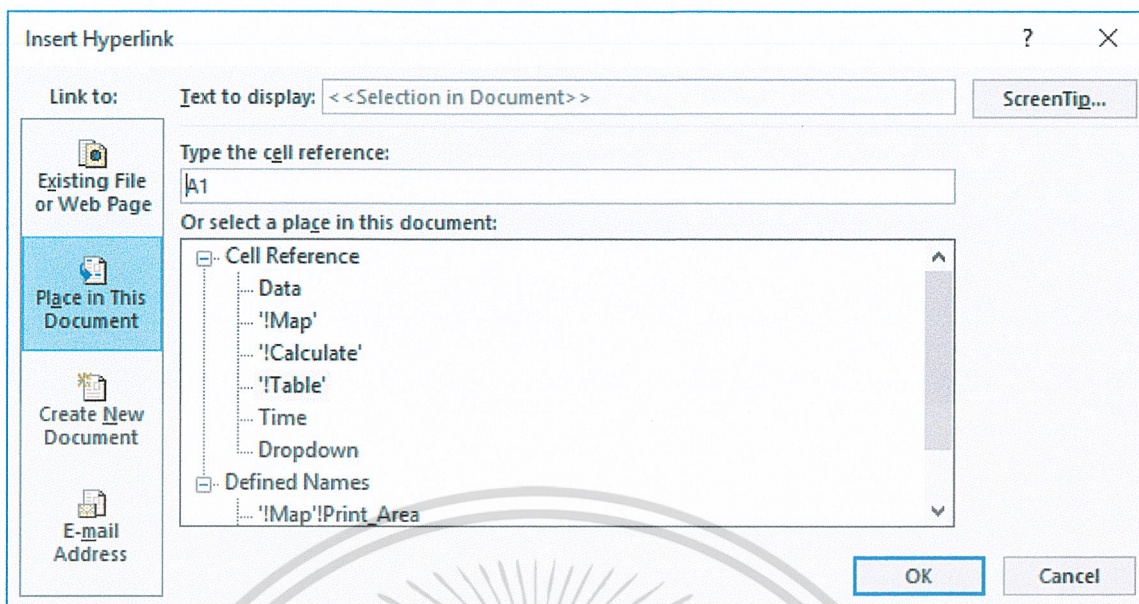 Insert Hyperlink ? X
Link to:
Text to display: <<Selection in Document>>
ScreenTip...
Existing File
or Web Page
Place in This
Document
Create New
Document
E-mail
Address
Type the cell reference:
A1
Or select a place in this document:
Cell Reference
Data
'!Map'
'!Calculate'
'!Table'
Time
Dropdown
Defined Names
'!Map'!Print_Area
OK
Cancel